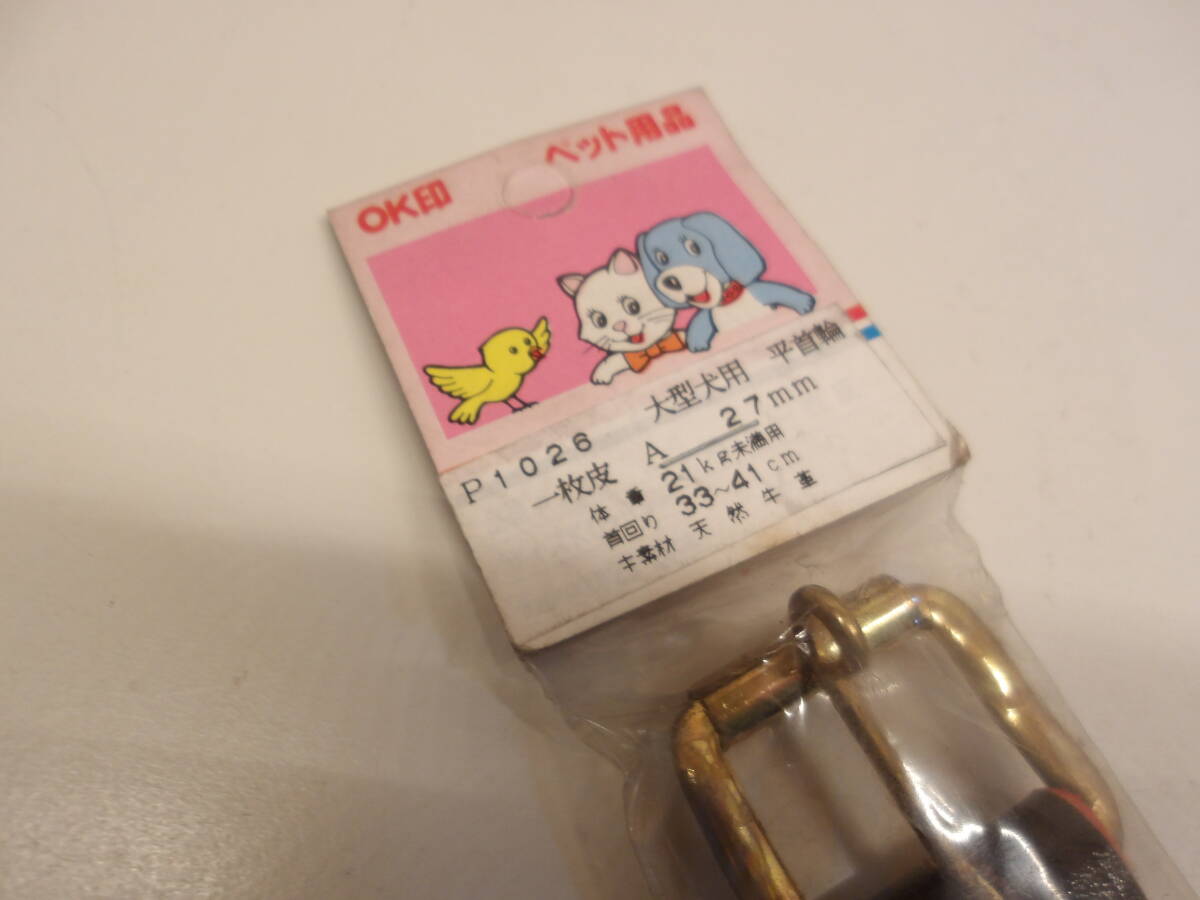 OK印 ペット用品
P1026 大型犬用 平首輪
一枚皮 A 27mm
体重 21kg未満用
首回り 33～41cm
キ素材 天然牛革